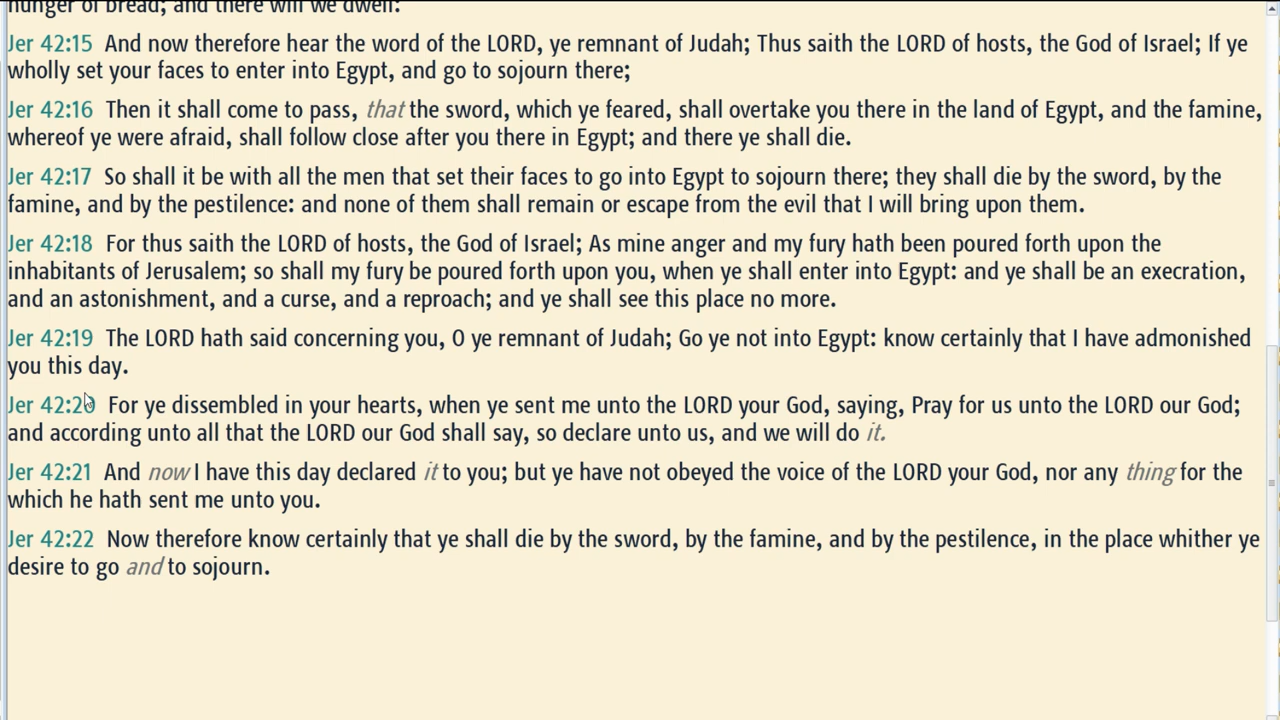 hunger of bread; and there will we dwell:
Jer 42:15 And now therefore hear the word of the LORD, ye remnant of Judah; Thus saith the LORD of hosts, the God of Israel; If ye
wholly set your faces to enter into Egypt, and go to sojourn there;
Jer 42:16 Then it shall come to pass, that the sword, which ye feared, shall overtake you there in the land of Egypt, and the famine,
whereof ye were afraid, shall follow close after you there in Egypt; and there ye shall die.
Jer 42:17 So shall it be with all the men that set their faces to go into Egypt to sojourn there; they shall die by the sword, by the
famine, and by the pestilence: and none of them shall remain or escape from the evil that I will bring upon them.
Jer 42:18 For thus saith the LORD of hosts, the God of Israel; As mine anger and my fury hath been poured forth upon the
inhabitants of Jerusalem; so shall my fury be poured forth upon you, when ye shall enter into Egypt: and ye shall be an execration,
and an astonishment, and a curse, and a reproach; and ye shall see this place no more.
Jer 42:19 The LORD hath said concerning you, O ye remnant of Judah; Go ye not into Egypt: know certainly that I have admonished
you this day.
Jer 42:20 For ye dissembled in your hearts, when ye sent me unto the LORD your God, saying, Pray for us unto the LORD our God;
and according unto all that the LORD our God shall say, so declare unto us, and we will do it.
Jer 42:21 And now I have this day declared it to you; but ye have not obeyed the voice of the LORD your God, nor any thing for the
which he hath sent me unto you.
Jer 42:22 Now therefore know certainly that ye shall die by the sword, by the famine, and by the pestilence, in the place whither ye
desire to go and to sojourn.